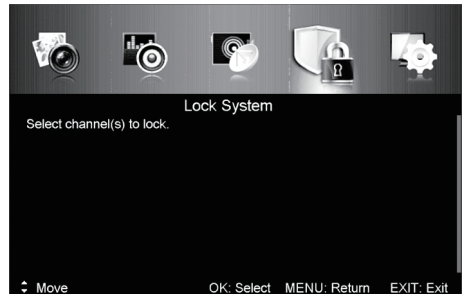 Lock System
Select channel(s) to lock.
Move OK: Select MENU: Return EXIT: Exit